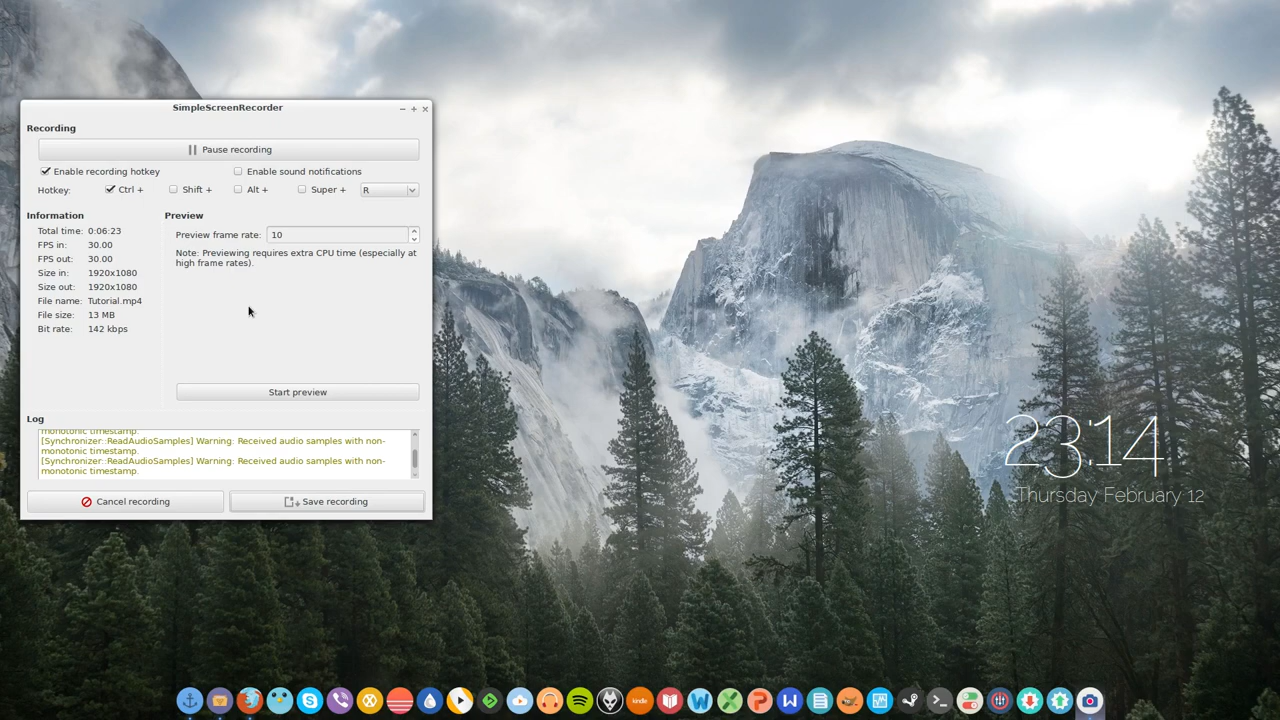 SimpleScreenRecorder
Recording
Pause recording
Enable recording hotkey
Enable sound notifications
Hotkey: Ctrl + Shift + Alt + Super + R
Information
Total time: 0:06:23
FPS in: 30.00
FPS out: 30.00
Size in: 1920x1080
Size out: 1920x1080
File name: Tutorial.mp4
File size: 13 MB
Bit rate: 142 kbps
Preview
Preview frame rate: 10
Note: Previewing requires extra CPU time (especially at
high frame rates).
Start preview
Log
monotonic timestamp.
[Synchronizer::ReadAudioSamples] Warning: Received audio samples with non-
monotonic timestamp.
[Synchronizer::ReadAudioSamples] Warning: Received audio samples with non-
monotonic timestamp.
Cancel recording
Save recording
23:14
Thursday February 12
kindle